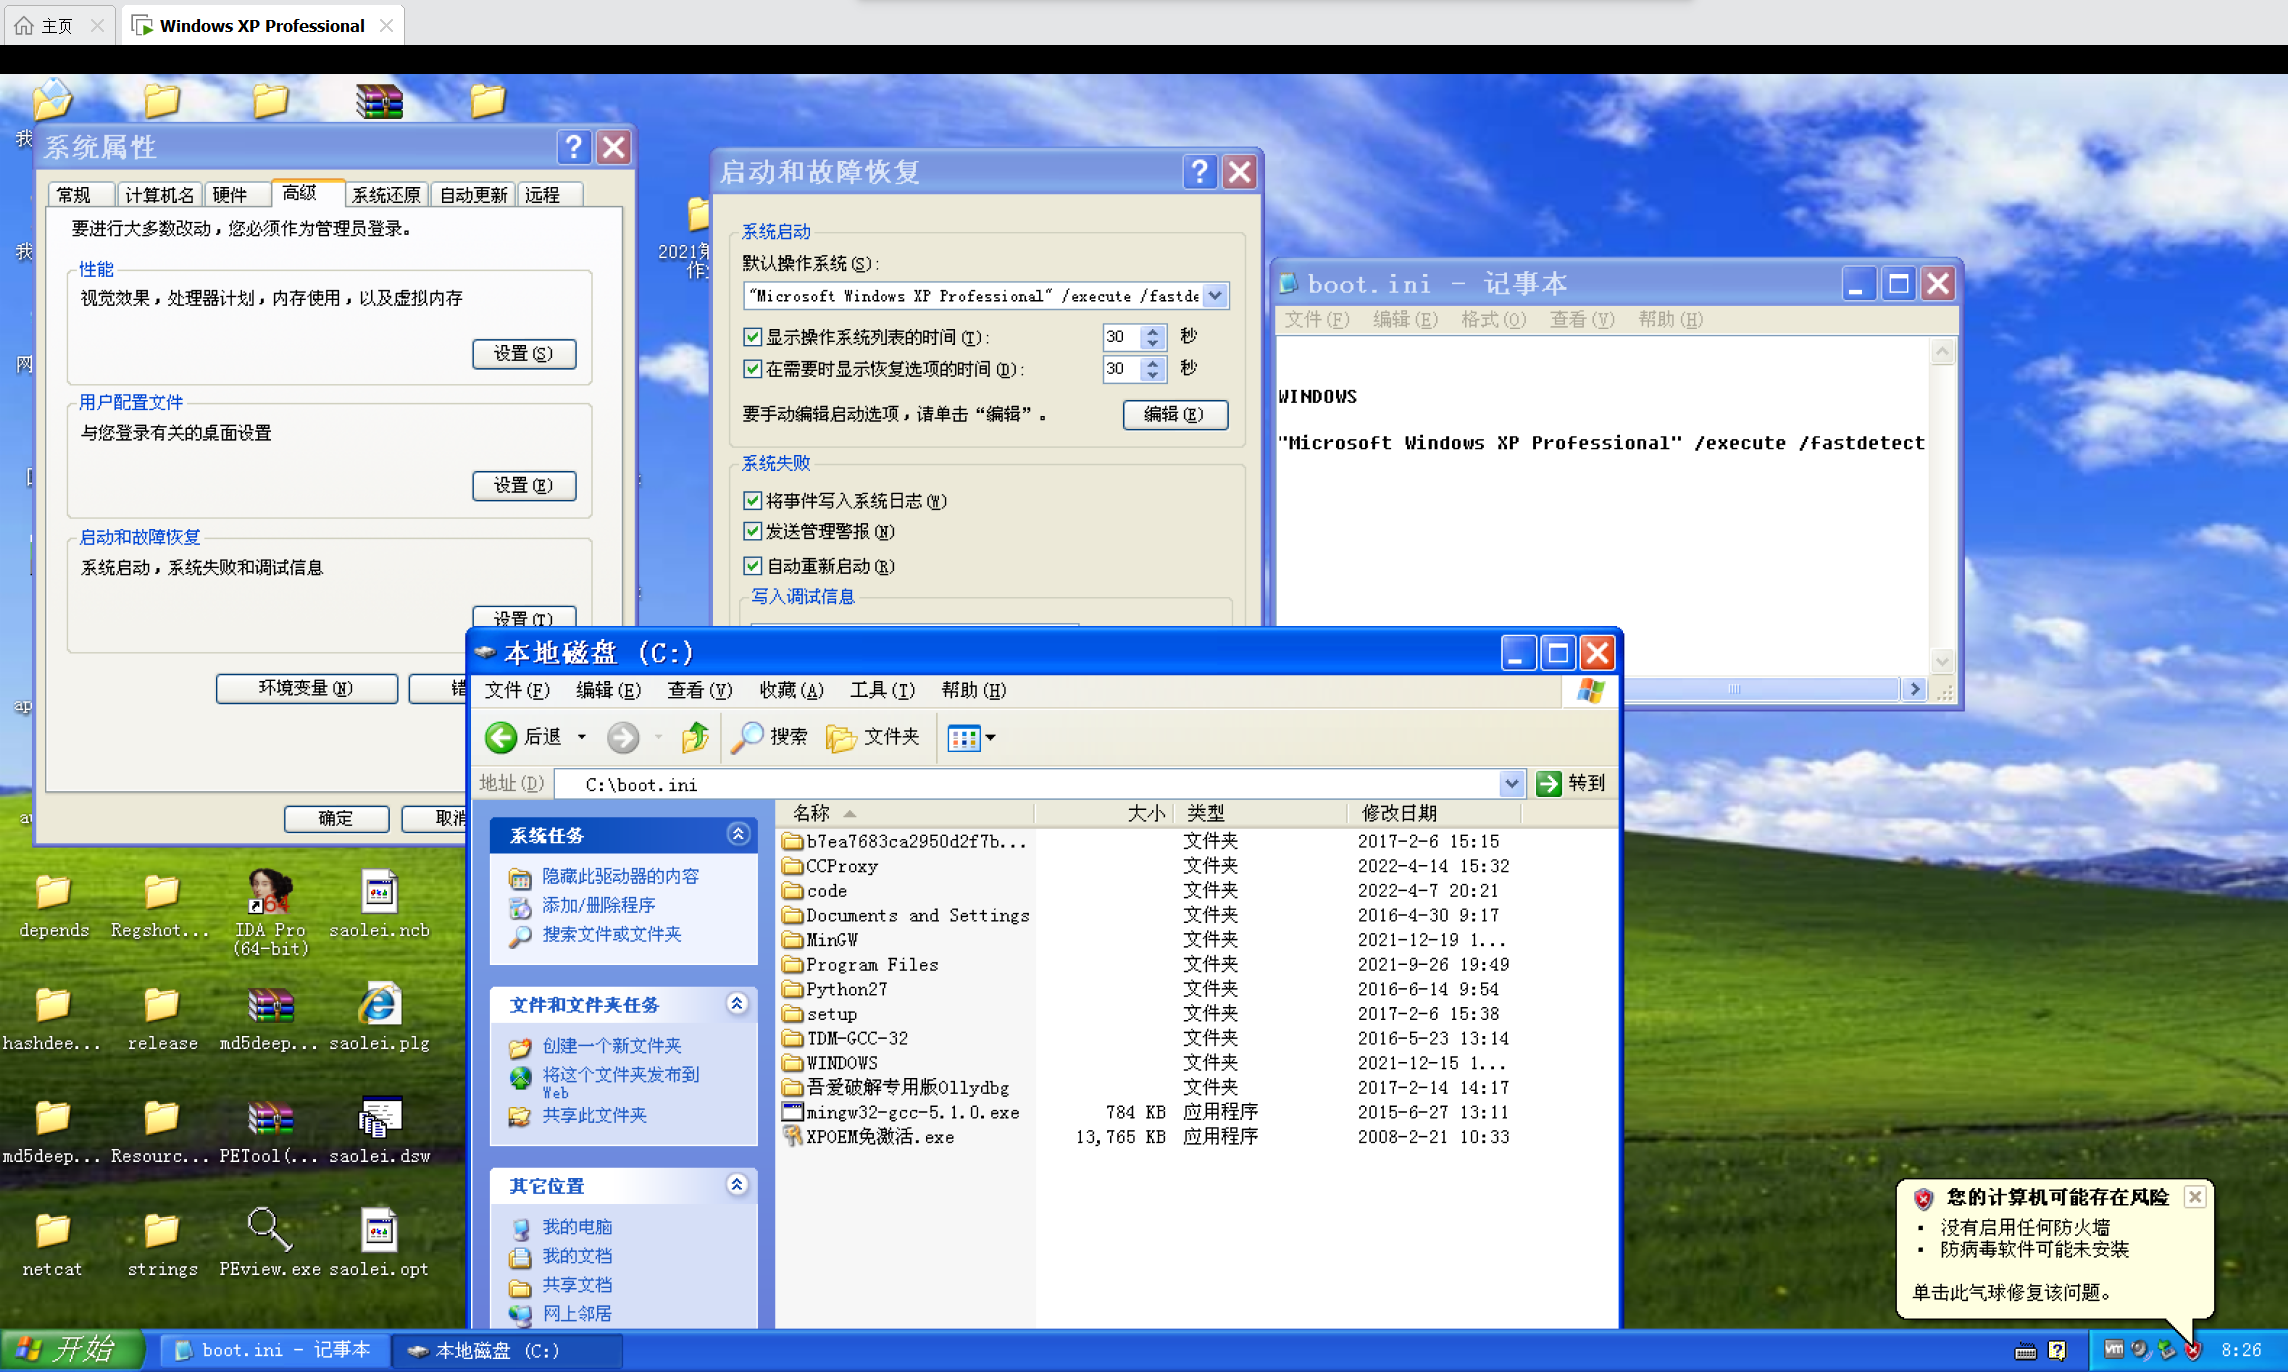 主页
Windows XP Professional
我
我
网
系统属性
常规
计算机名
硬件
高级
系统还原
自动更新
远程
要进行大多数改动，您必须作为管理员登录。
性能
视觉效果，处理器计划，内存使用，以及虚拟内存
设置(S)
用户配置文件
与您登录有关的桌面设置
设置(E)
启动和故障恢复
系统启动，系统失败和调试信息
设置(T)
环境变量(N)
错
确定
取消
2021第
启动和故障恢复
系统启动
默认操作系统(S):
"Microsoft Windows XP Professional" /execute /fastde
显示操作系统列表的时间(T):
30
秒
在需要时显示恢复选项的时间(D):
30
秒
要手动编辑启动选项，请单击“编辑”。
编辑(E)
系统失败
将事件写入系统日志(W)
发送管理警报(N)
自动重新启动(R)
写入调试信息
boot.ini - 记事本
文件(F) 编辑(E) 格式(O) 查看(V) 帮助(H)
WINDOWS
"Microsoft Windows XP Professional" /execute /fastdetect
本地磁盘 (C:)
文件(F) 编辑(E) 查看(V) 收藏(A) 工具(T) 帮助(H)
后退
搜索
文件夹
地址(D)
C:\boot.ini
转到
系统任务
隐藏此驱动器的内容
添加/删除程序
搜索文件或文件夹
文件和文件夹任务
创建一个新文件夹
将这个文件夹发布到
Web
共享此文件夹
其它位置
我的电脑
我的文档
共享文档
网上邻居
名称 大小 类型 修改日期
b7ea7683ca2950d2f7b... 文件夹 2017-2-6 15:15
CCProxy 文件夹 2022-4-14 15:32
code 文件夹 2022-4-7 20:21
Documents and Settings 文件夹 2016-4-30 9:17
MinGW 文件夹 2021-12-19 1...
Program Files 文件夹 2021-9-26 19:49
Python27 文件夹 2016-6-14 9:54
setup 文件夹 2017-2-6 15:38
TDM-GCC-32 文件夹 2016-5-23 13:14
WINDOWS 文件夹 2021-12-15 1...
吾爱破解专用版Ollydbg 文件夹 2017-2-14 14:17
mingw32-gcc-5.1.0.exe 784 KB 应用程序 2015-6-27 13:11
XPOEM免激活.exe 13,765 KB 应用程序 2008-2-21 10:33
depends Regshot... IDA Pro saolei.ncb
(64-bit)
hashdee... release md5deep... saolei.plg
md5deep... Resourc... PETool(... saolei.dsw
netcat strings PEview.exe saolei.opt
您的计算机可能存在风险
• 没有启用任何防火墙
• 防病毒软件可能未安装
单击此气球修复该问题。
开始
boot.ini - 记事本
本地磁盘 (C:)
8:26